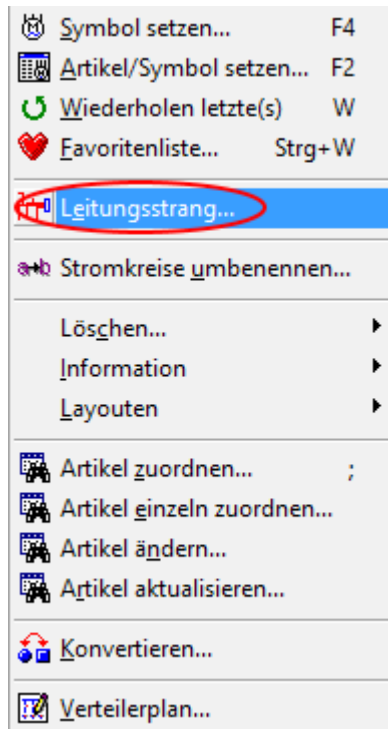 Symbol setzen... F4
Artikel/Symbol setzen... F2
Wiederholen letzte(s) W
Favoritenliste... Strg+W
Leitungsstrang...
a→b Stromkreise umbenennen...
Löschen...
Information
Layouten
Artikel zuordnen... ;
Artikel einzeln zuordnen...
Artikel ändern...
Artikel aktualisieren...
Konvertieren...
Verteilerplan...